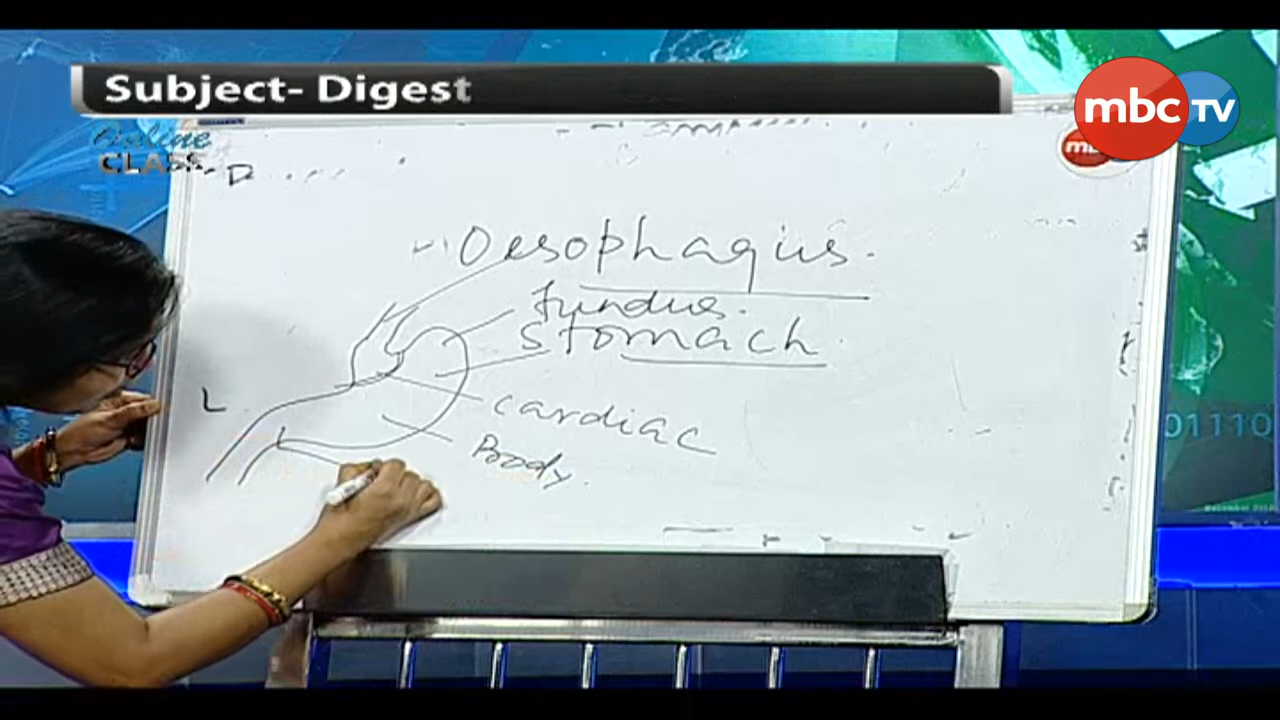 Subject- Digest
mbc TV
Online
CLASS
D
Oesophagus.
fundus.
Stomach.
L
cardiac
Body.
01110